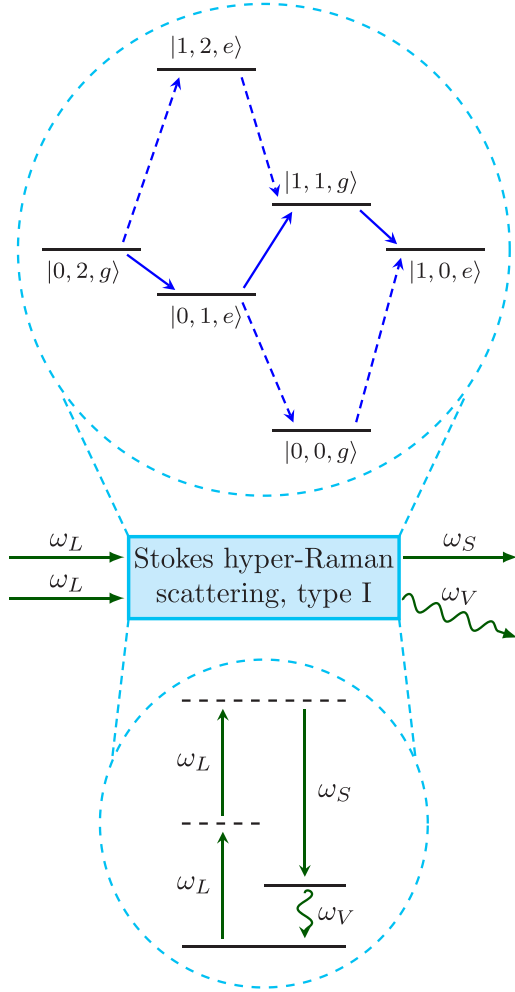 |1, 2, e⟩
|1, 1, g⟩
|0, 2, g⟩
|1, 0, e⟩
|0, 1, e⟩
|0, 0, g⟩
ω_L
ω_S
Stokes hyper-Raman
ω_L
ω_V
scattering, type I
ω_L
ω_S
ω_L
ω_V